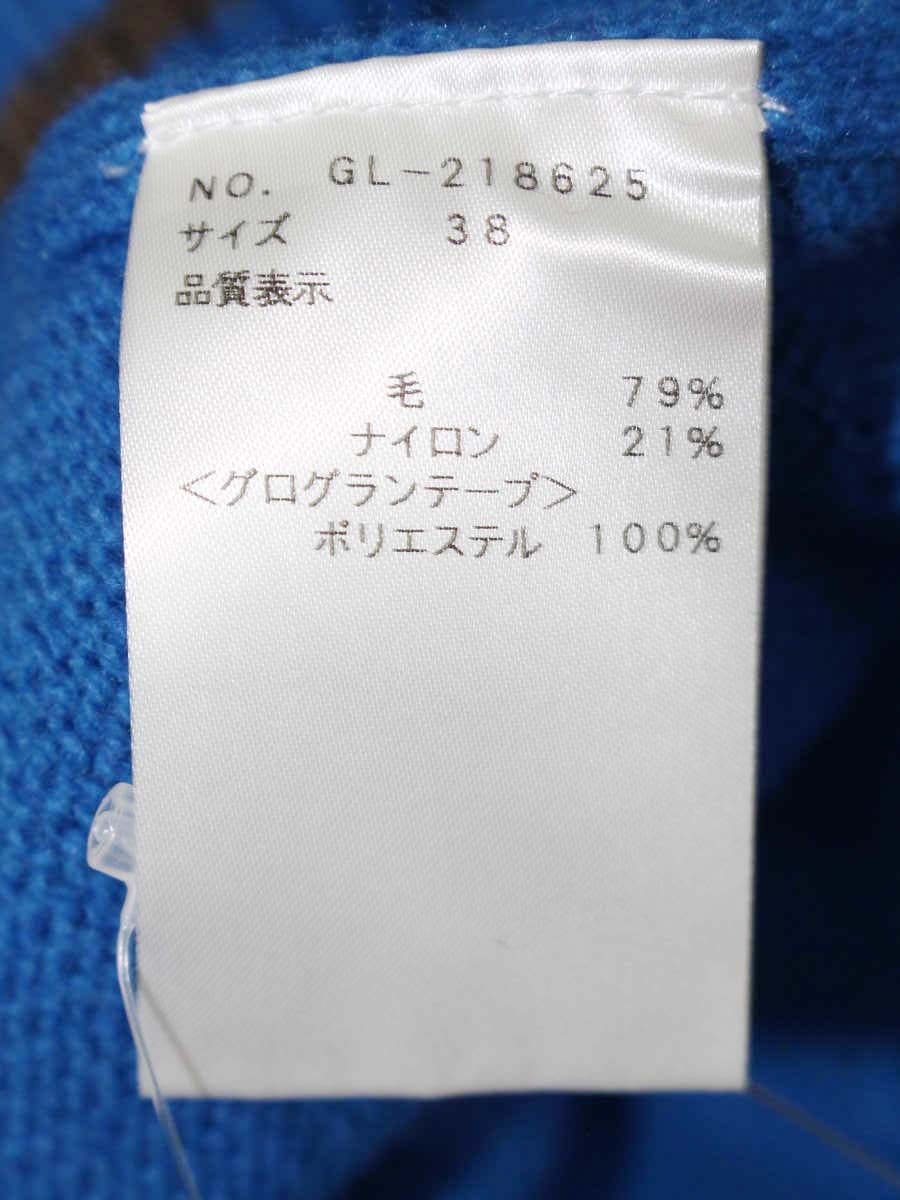 NO. GL-218625
サイズ 38
品質表示
毛 79%
ナイロン 21%
<グログランテープ>
ポリエステル 100%